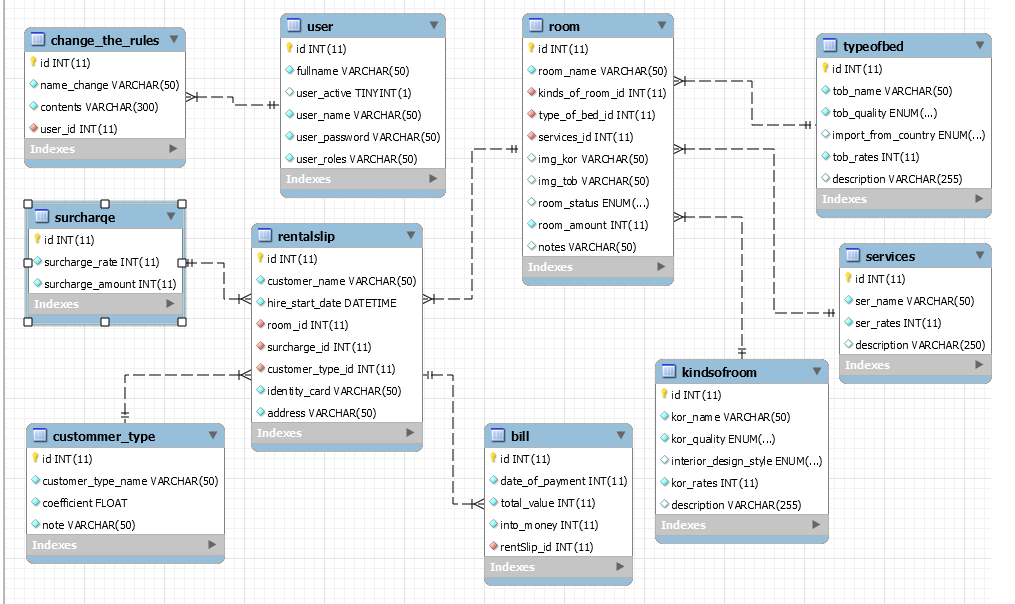 change_the_rules
id INT(11)
name_change VARCHAR(50)
contents VARCHAR(300)
user_id INT(11)
Indexes
user
id INT(11)
fullname VARCHAR(50)
user_active TINYINT(1)
user_name VARCHAR(50)
user_password VARCHAR(50)
user_roles VARCHAR(50)
Indexes
room
id INT(11)
room_name VARCHAR(50)
kinds_of_room_id INT(11)
type_of_bed_id INT(11)
services_id INT(11)
img_kor VARCHAR(50)
img_tob VARCHAR(50)
room_status ENUM(...)
room_amount INT(11)
notes VARCHAR(50)
Indexes
typeofbed
id INT(11)
tob_name VARCHAR(50)
tob_quality ENUM(...)
import_from_country ENUM(...)
tob_rates INT(11)
description VARCHAR(255)
Indexes
surcharge
id INT(11)
surcharge_rate INT(11)
surcharge_amount INT(11)
Indexes
rentalslip
id INT(11)
customer_name VARCHAR(50)
hire_start_date DATETIME
room_id INT(11)
surcharge_id INT(11)
customer_type_id INT(11)
identity_card VARCHAR(50)
address VARCHAR(50)
Indexes
services
id INT(11)
ser_name VARCHAR(50)
ser_rates INT(11)
description VARCHAR(250)
Indexes
kindsofroom
id INT(11)
kor_name VARCHAR(50)
kor_quality ENUM(...)
interior_design_style ENUM(...)
kor_rates INT(11)
description VARCHAR(255)
Indexes
custommer_type
id INT(11)
customer_type_name VARCHAR(50)
coefficient FLOAT
note VARCHAR(50)
Indexes
bill
id INT(11)
date_of_payment INT(11)
total_value INT(11)
into_money INT(11)
rentSlip_id INT(11)
Indexes